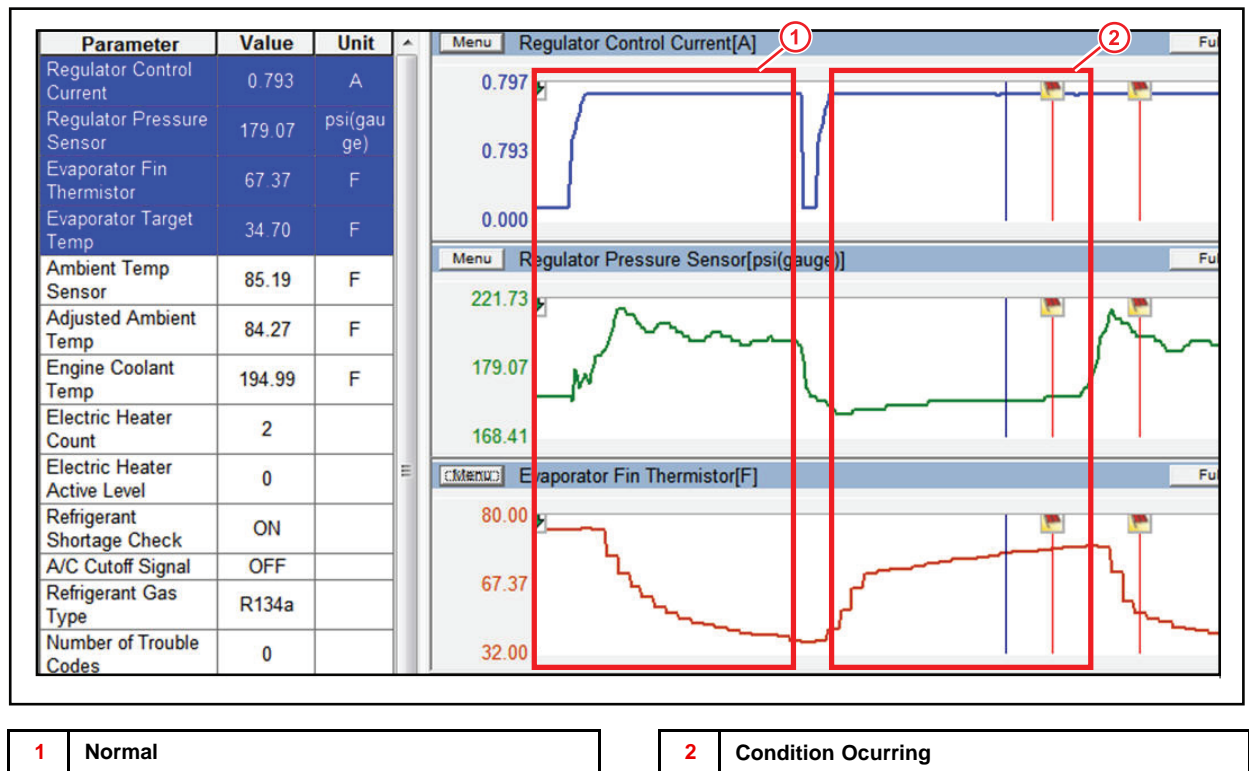 Parameter Value Unit
Regulator Control Current 0.793 A
Regulator Pressure Sensor 179.07 psi(gauge)
Evaporator Fin Thermistor 67.37 F
Evaporator Target Temp 34.70 F
Ambient Temp Sensor 85.19 F
Adjusted Ambient Temp 84.27 F
Engine Coolant Temp 194.99 F
Electric Heater Count 2
Electric Heater Active Level 0
Refrigerant Shortage Check ON
A/C Cutoff Signal OFF
Refrigerant Gas Type R134a
Number of Trouble Codes 0
Menu Regulator Control Current[A] Ful
1
2
0.797
0.793
0.000
Menu Regulator Pressure Sensor[psi(gauge)] Ful
221.73
179.07
168.41
Menu Evaporator Fin Thermistor[F] Ful
80.00
67.37
32.00
1 Normal
2 Condition Ocurring